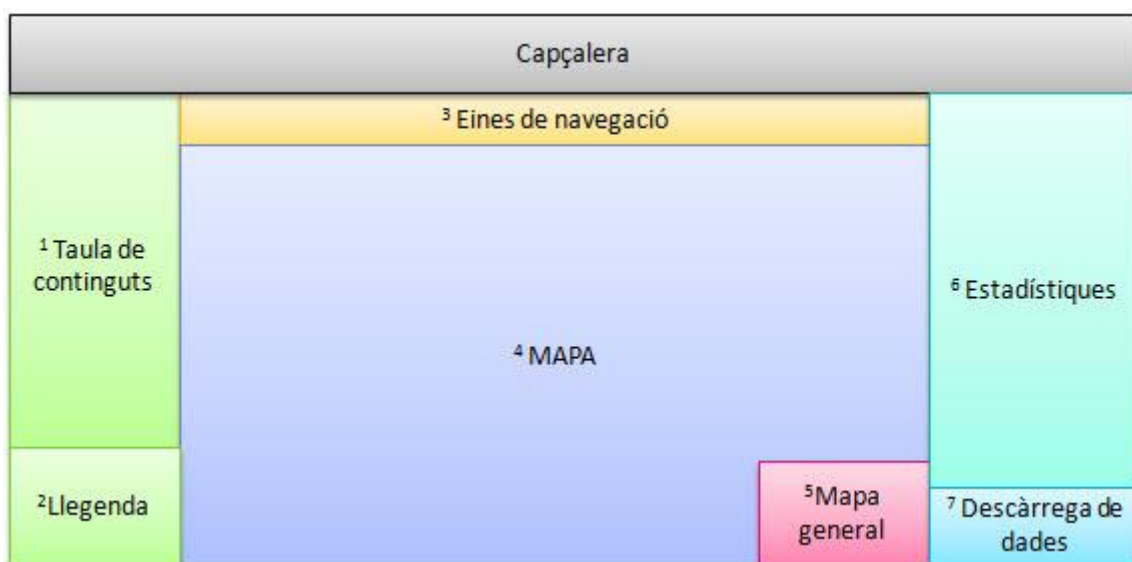 Capçalera
³ Eines de navegació
¹ Taula de
continguts
⁶ Estadístiques
⁴ MAPA
²Llegenda
⁵Mapa
general
⁷ Descàrrega de
dades